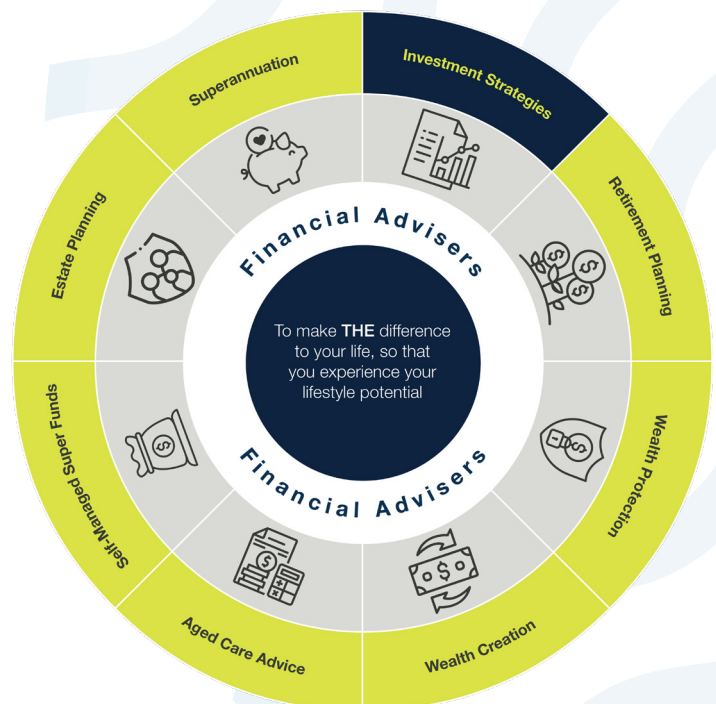 Superannuation
Investment Strategies
Retirement Planning
Wealth Protection
Wealth Creation
Aged Care Advice
Self-Managed Super Funds
Estate Planning
Financial Advisers
To make THE difference
to your life, so that
you experience your
lifestyle potential
Financial Advisers